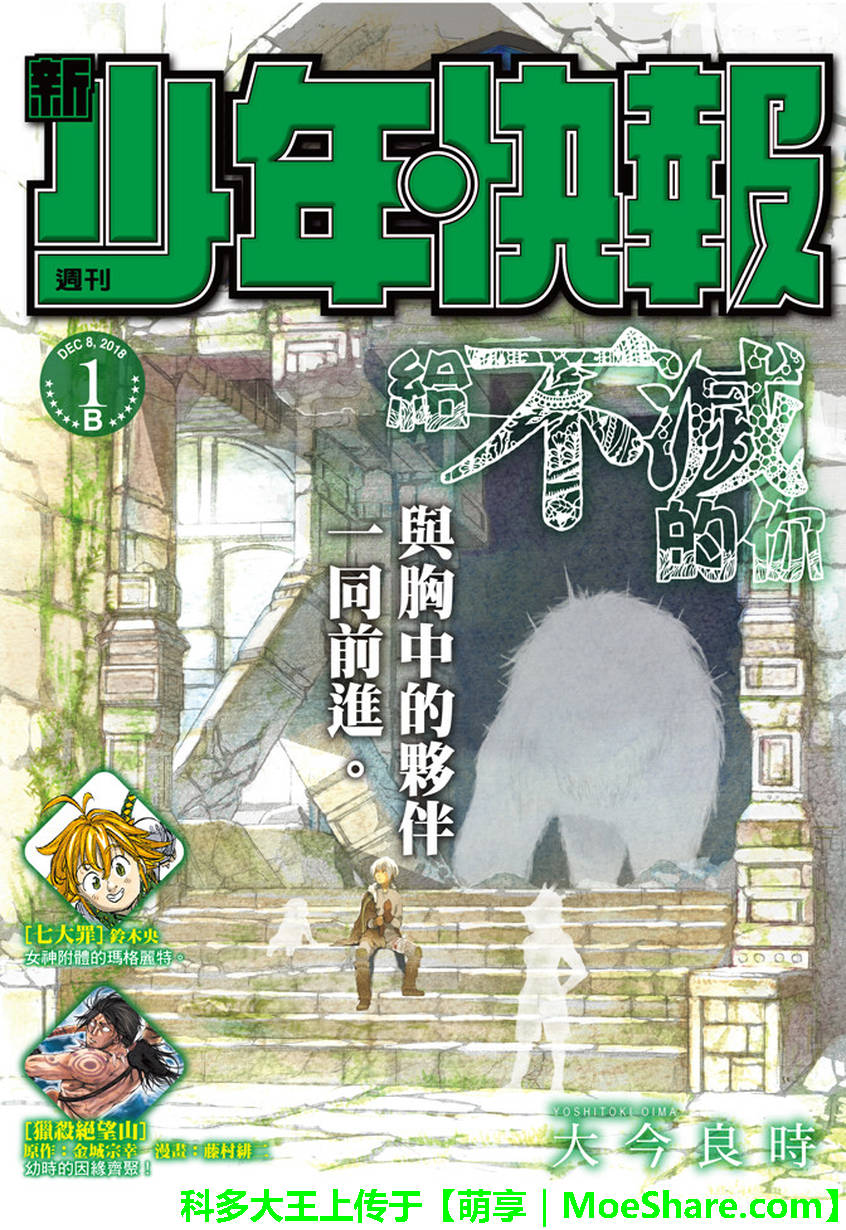 新
少年·快報
週刊
DEC 8, 2018
1
B
給不滅
的你
與胸中的夥伴
一同前進。
[七大罪] 鈴木央
女神附體的瑪格麗特。
[獵殺絕望山]
原作：金城宗幸 漫畫：藤村緋二
幼時的因緣齊聚！
YOSHITOKI OIMA
大今良時
科多大王上传于【萌享｜MoeShare.com】